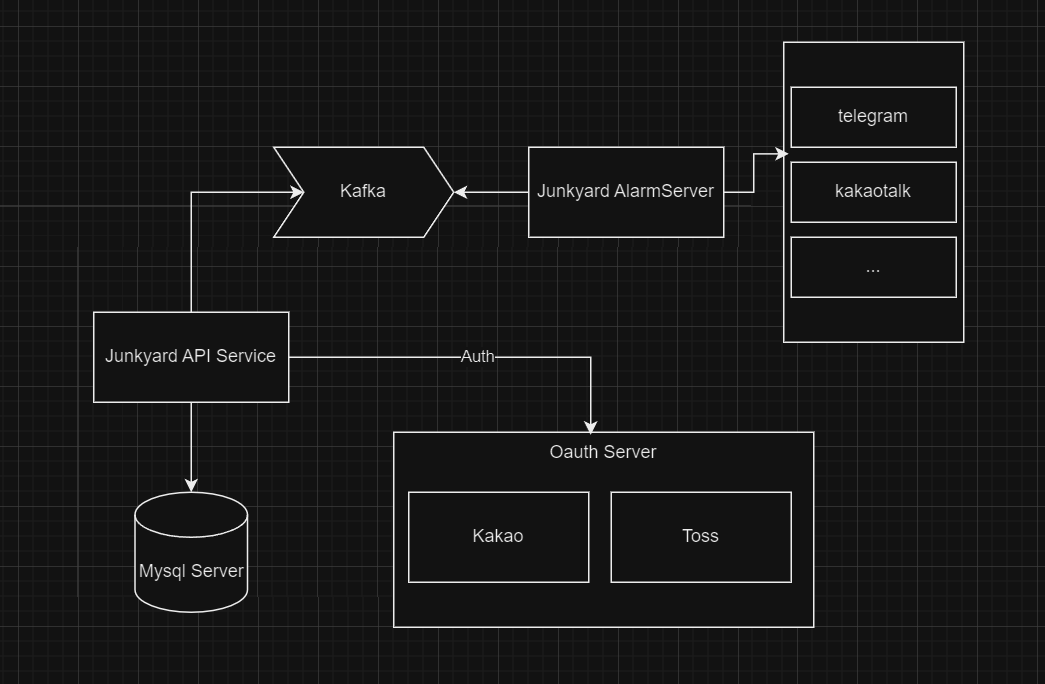 telegram
Kafka
Junkyard AlarmServer
kakaotalk
...
Junkyard API Service
Auth
Oauth Server
Kakao
Toss
Mysql Server